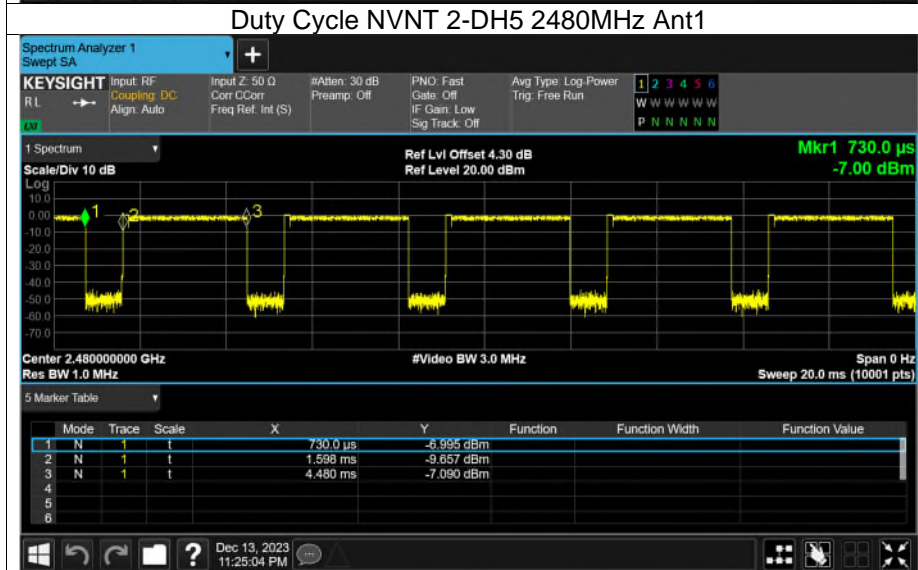 Duty Cycle NVNT 2-DH5 2480MHz Ant1
Spectrum Analyzer 1
Swept SA
+
KEYSIGHT Input: RF Input Z: 50 Ω #Atten: 30 dB PNO: Fast Avg Type: Log-Power 1 2 3 4 5 6
RL Coupling: DC Corr CCorr Preamp: Off Gate: Off Trig: Free Run W W W W W W
Align: Auto Freq Ref: Int (S) IF Gain: Low P N N N N N
LXI Sig Track: Off
1 Spectrum Ref Lvl Offset 4.30 dB Mkr1 730.0 µs
Scale/Div 10 dB Ref Level 20.00 dBm -7.00 dBm
Log
10.0
0.00 1 2 3
-10.0
-20.0
-30.0
-40.0
-50.0
-60.0
-70.0
Center 2.480000000 GHz #Video BW 3.0 MHz Span 0 Hz
Res BW 1.0 MHz Sweep 20.0 ms (10001 pts)
5 Marker Table
Mode Trace Scale X Y Function Function Width Function Value
1 N 1 t 730.0 µs -6.995 dBm
2 N 1 t 1.598 ms -9.657 dBm
3 N 1 t 4.480 ms -7.090 dBm
4
5
6
? Dec 13, 2023
11:25:04 PM